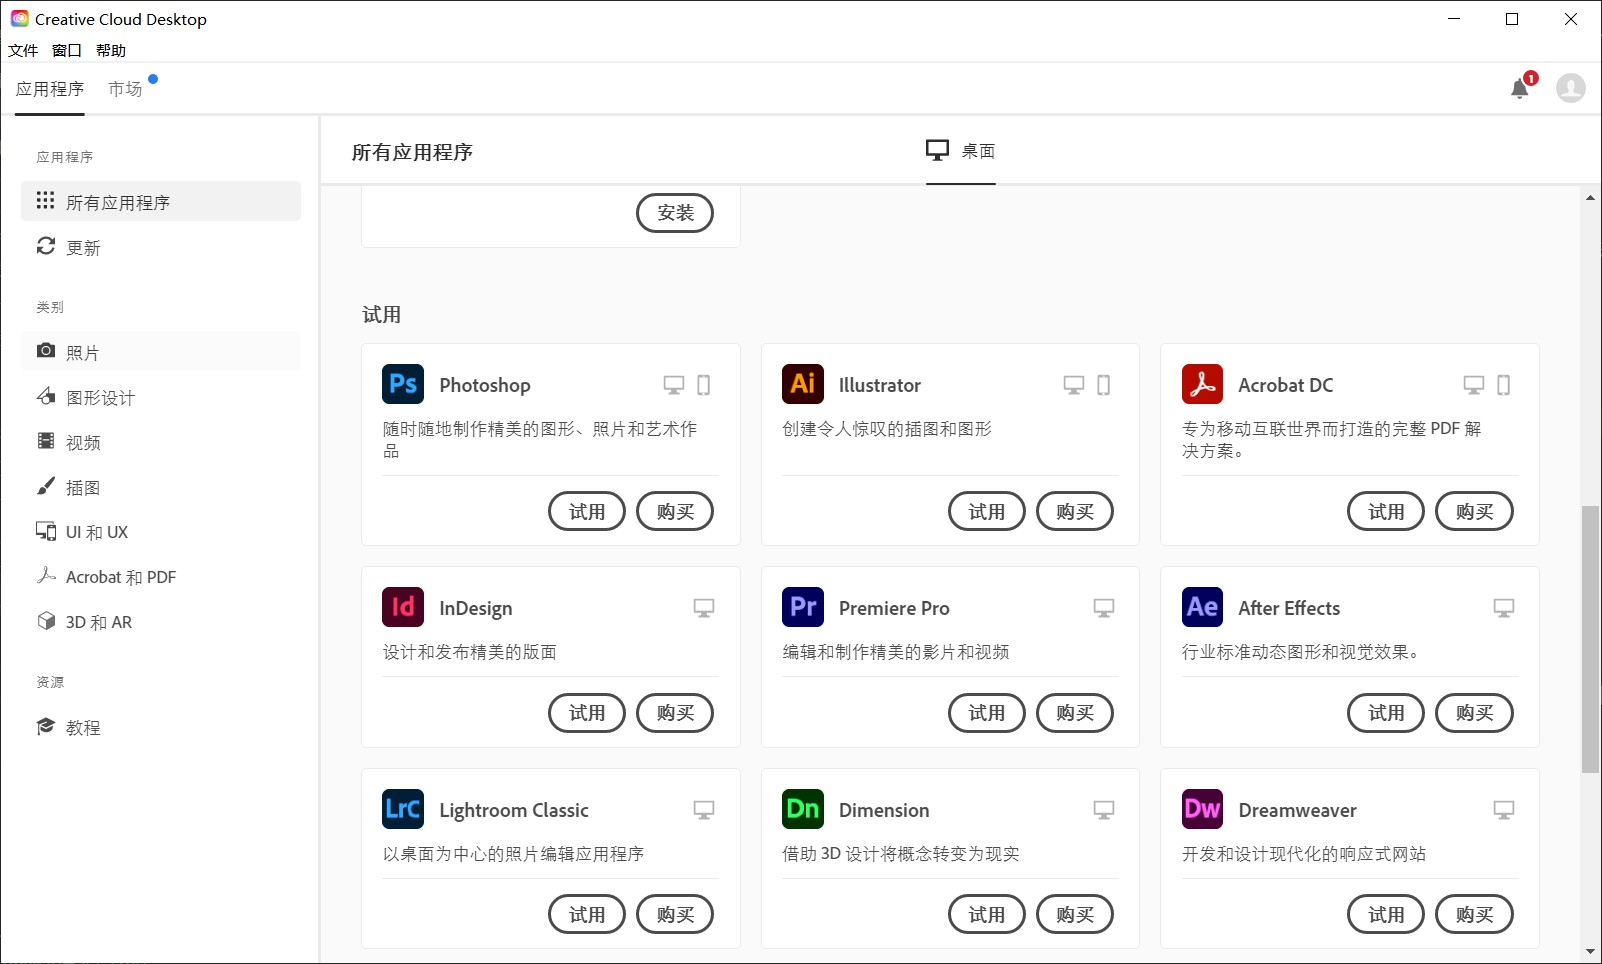 Creative Cloud Desktop
文件 窗口 帮助
应用程序 市场
1
应用程序
所有应用程序
更新
类别
照片
图形设计
视频
插图
UI 和 UX
Acrobat 和 PDF
3D 和 AR
资源
教程
所有应用程序
桌面
安装
试用
Ps Photoshop
随时随地制作精美的图形、照片和艺术作
品
试用 购买
Ai Illustrator
创建令人惊叹的插图和图形
试用 购买
Acrobat DC
专为移动互联世界而打造的完整 PDF 解
决方案。
试用 购买
Id InDesign
设计和发布精美的版面
试用 购买
Pr Premiere Pro
编辑和制作精美的影片和视频
试用 购买
Ae After Effects
行业标准动态图形和视觉效果。
试用 购买
LrC Lightroom Classic
以桌面为中心的照片编辑应用程序
试用 购买
Dn Dimension
借助 3D 设计将概念转变为现实
试用 购买
Dw Dreamweaver
开发和设计现代化的响应式网站
试用 购买